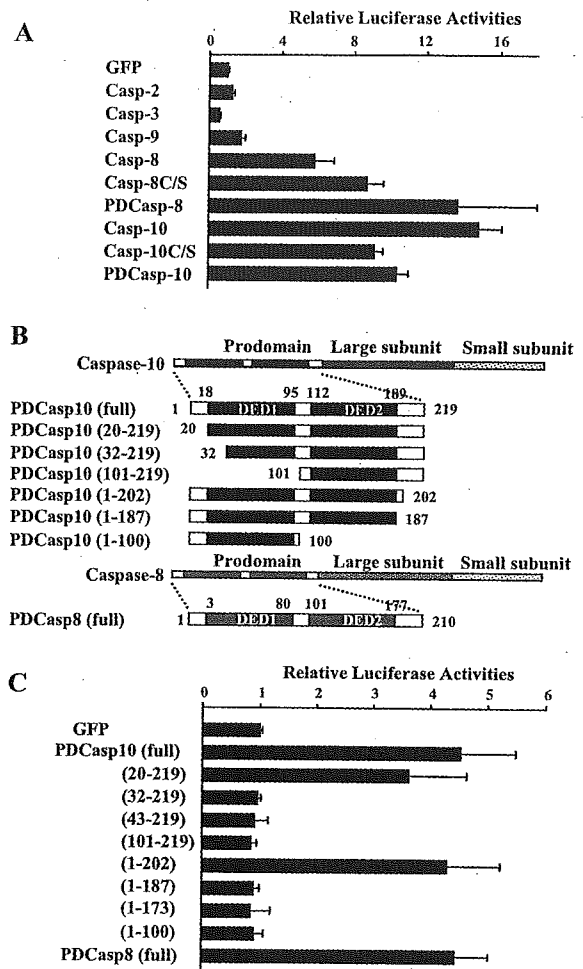 A
Relative Luciferase Activities
0 4 8 12 16
GFP
Casp-2
Casp-3
Casp-9
Casp-8
Casp-8C/S
PDCasp-8
Casp-10
Casp-10C/S
PDCasp-10
B
Prodomain Large subunit Small subunit
Caspase-10
18 95 112 189
PDCasp10 (full) 1 DED1 DED2 219
PDCasp10 (20-219) 20
PDCasp10 (32-219) 32
PDCasp10 (101-219) 101
PDCasp10 (1-202) 202
PDCasp10 (1-187) 187
PDCasp10 (1-100) 100
Prodomain Large subunit Small subunit
Caspase-8
3 80 101 177
PDCasp8 (full) 1 DED1 DED2 210
C
Relative Luciferase Activities
0 1 2 3 4 5 6
GFP
PDCasp10 (full)
(20-219)
(32-219)
(43-219)
(101-219)
(1-202)
(1-187)
(1-173)
(1-100)
PDCasp8 (full)